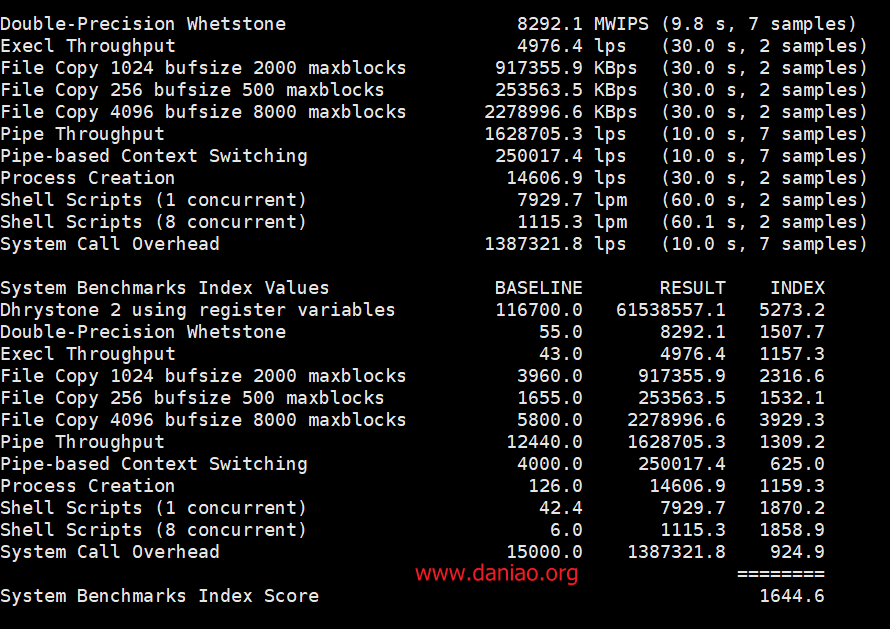 Double-Precision Whetstone 8292.1 MWIPS (9.8 s, 7 samples)
Execl Throughput 4976.4 lps (30.0 s, 2 samples)
File Copy 1024 bufsize 2000 maxblocks 917355.9 KBps (30.0 s, 2 samples)
File Copy 256 bufsize 500 maxblocks 253563.5 KBps (30.0 s, 2 samples)
File Copy 4096 bufsize 8000 maxblocks 2278996.6 KBps (30.0 s, 2 samples)
Pipe Throughput 1628705.3 lps (10.0 s, 7 samples)
Pipe-based Context Switching 250017.4 lps (10.0 s, 7 samples)
Process Creation 14606.9 lps (30.0 s, 2 samples)
Shell Scripts (1 concurrent) 7929.7 lpm (60.0 s, 2 samples)
Shell Scripts (8 concurrent) 1115.3 lpm (60.1 s, 2 samples)
System Call Overhead 1387321.8 lps (10.0 s, 7 samples)
System Benchmarks Index Values BASELINE RESULT INDEX
Dhrystone 2 using register variables 116700.0 61538557.1 5273.2
Double-Precision Whetstone 55.0 8292.1 1507.7
Execl Throughput 43.0 4976.4 1157.3
File Copy 1024 bufsize 2000 maxblocks 3960.0 917355.9 2316.6
File Copy 256 bufsize 500 maxblocks 1655.0 253563.5 1532.1
File Copy 4096 bufsize 8000 maxblocks 5800.0 2278996.6 3929.3
Pipe Throughput 12440.0 1628705.3 1309.2
Pipe-based Context Switching 4000.0 250017.4 625.0
Process Creation 126.0 14606.9 1159.3
Shell Scripts (1 concurrent) 42.4 7929.7 1870.2
Shell Scripts (8 concurrent) 6.0 1115.3 1858.9
System Call Overhead 15000.0 1387321.8 924.9
www.daniao.org ========
System Benchmarks Index Score 1644.6